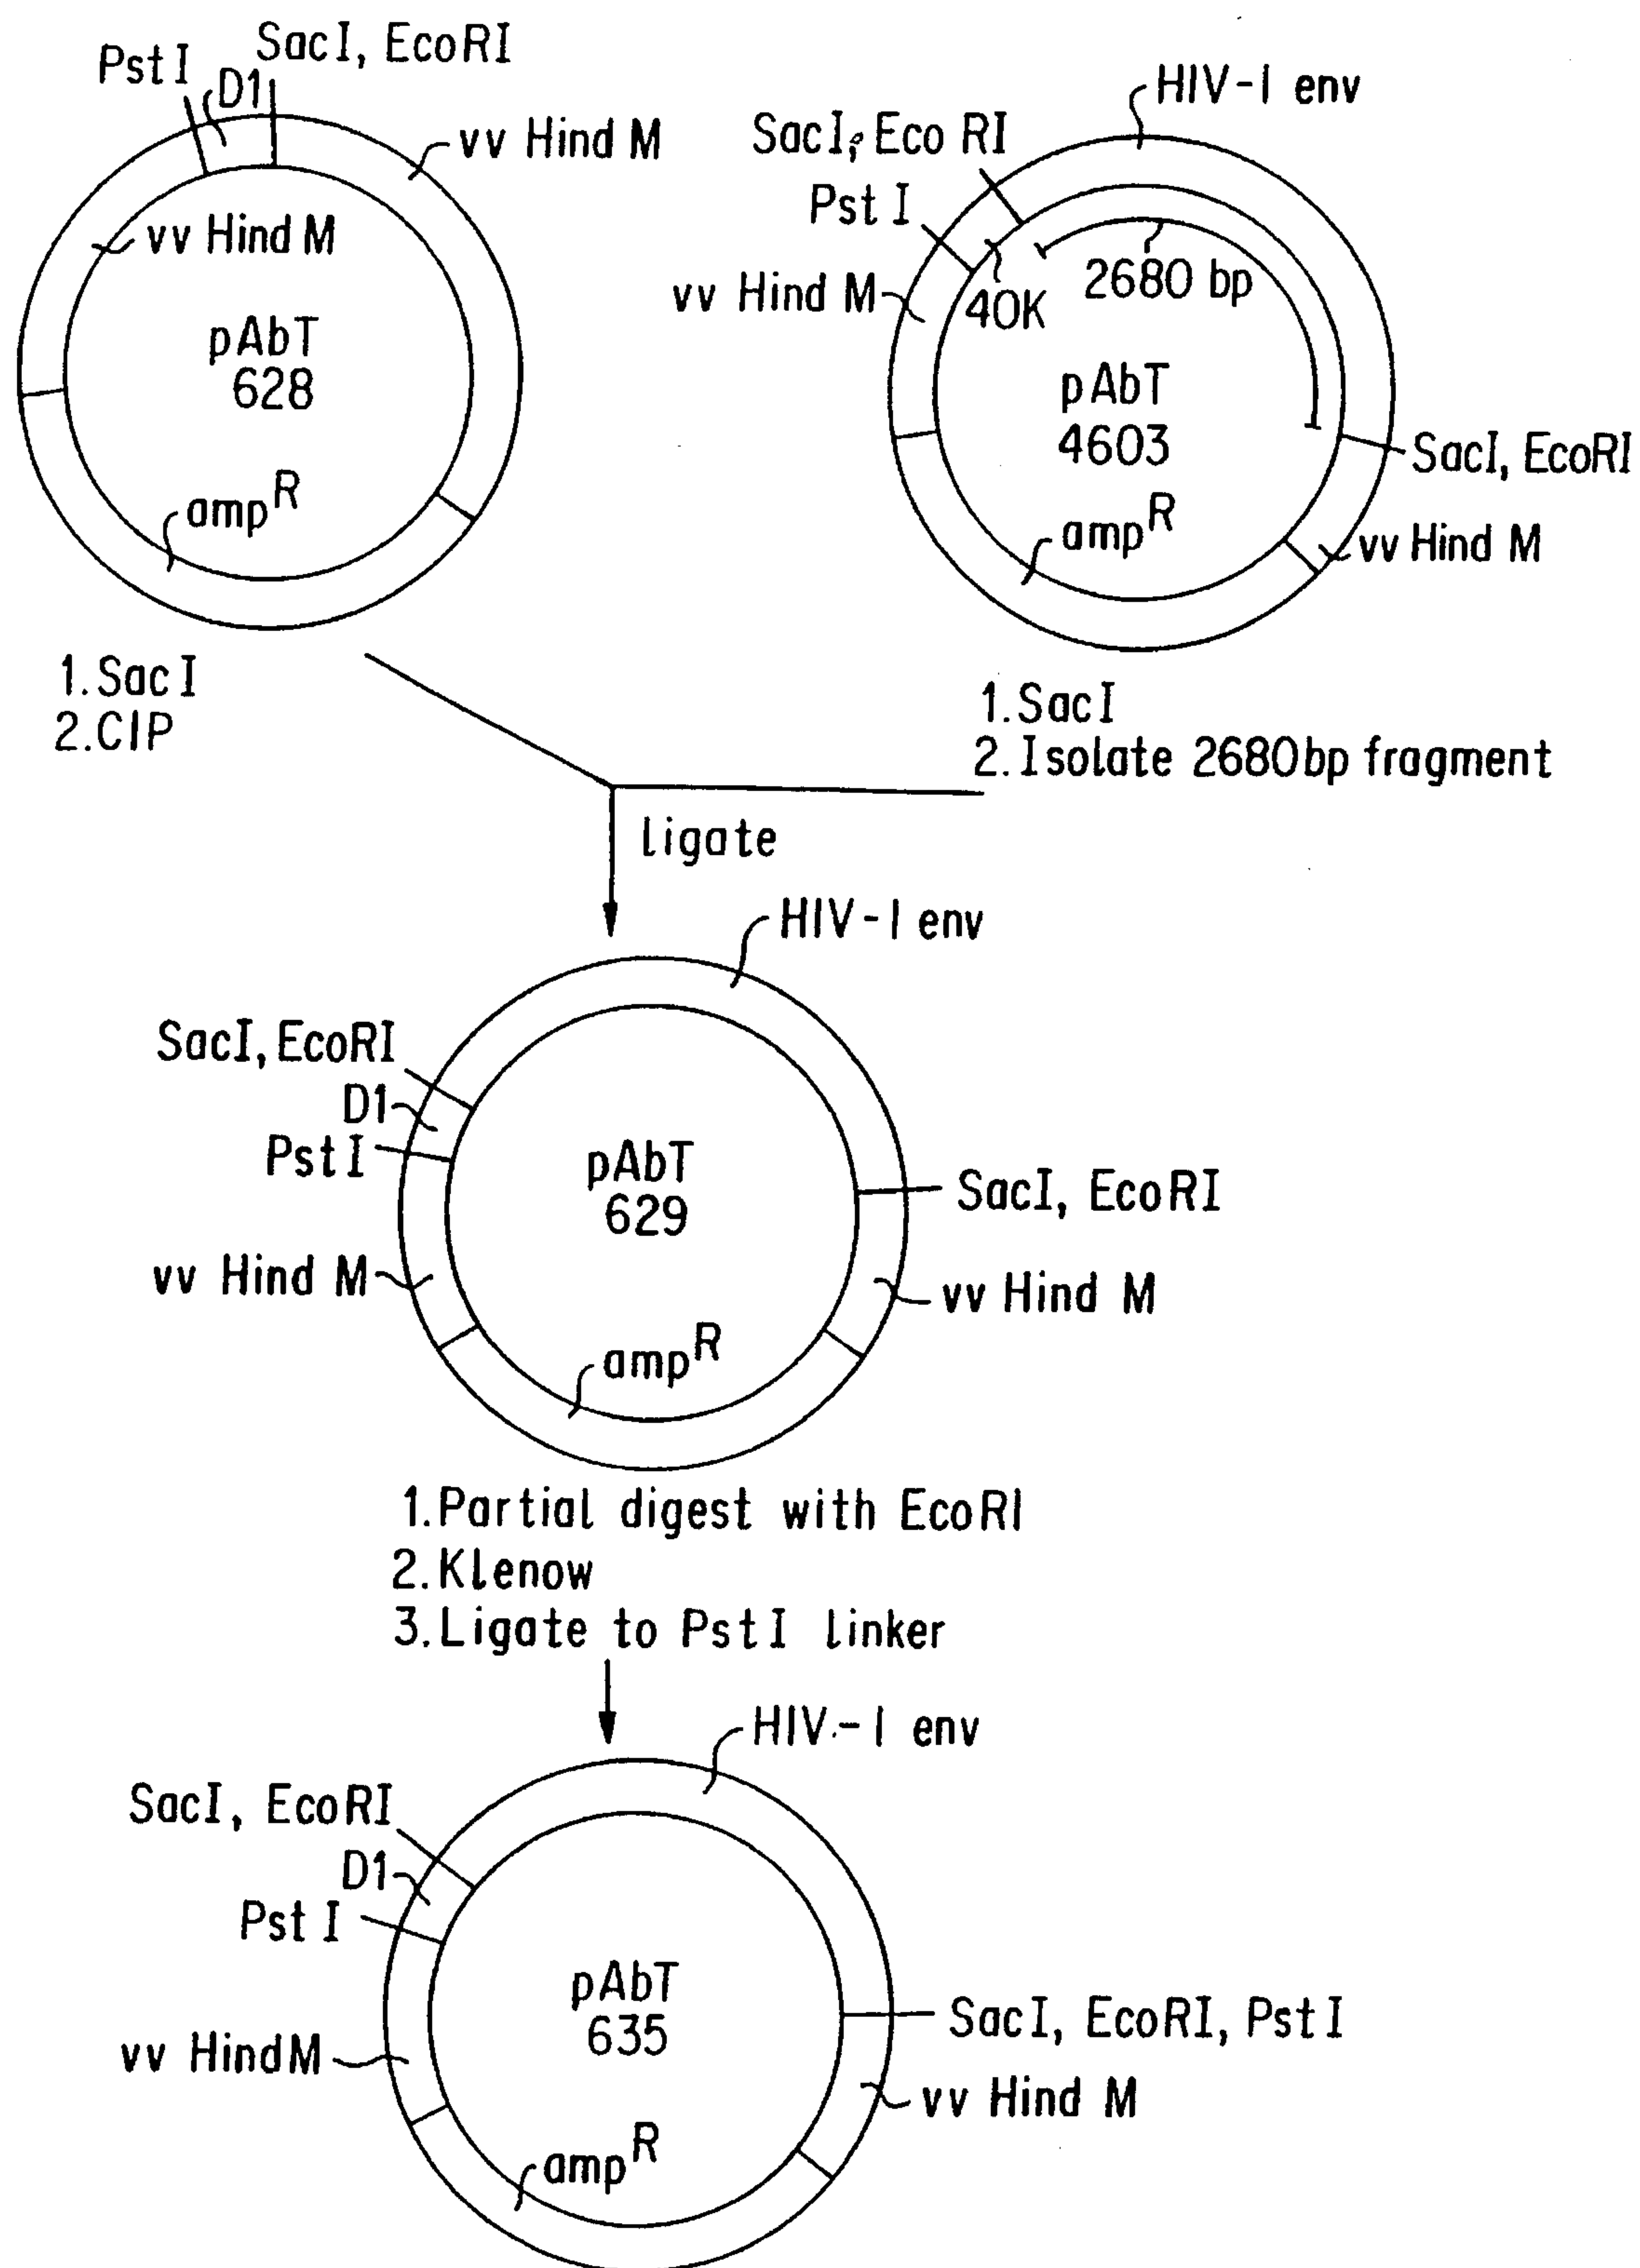 Pst I
D1
SacI, EcoRI
vv Hind M
vv Hind M
pAbT
628
amp R
1. Sac I
2. CIP
HIV-1 env
SacI, Eco RI
Pst I
vv Hind M
40K
2680 bp
pAbT
4603
SacI, EcoRI
amp R
vv Hind M
1. SacI
2. Isolate 2680bp fragment
ligate
HIV-1 env
SacI, EcoRI
D1
Pst I
pAbT
629
SacI, EcoRI
vv Hind M
vv Hind M
amp R
1. Partial digest with EcoRI
2. Klenow
3. Ligate to Pst I linker
HIV-1 env
SacI, EcoRI
D1
Pst I
pAbT
635
SacI, EcoRI, Pst I
vv HindM
vv Hind M
amp R